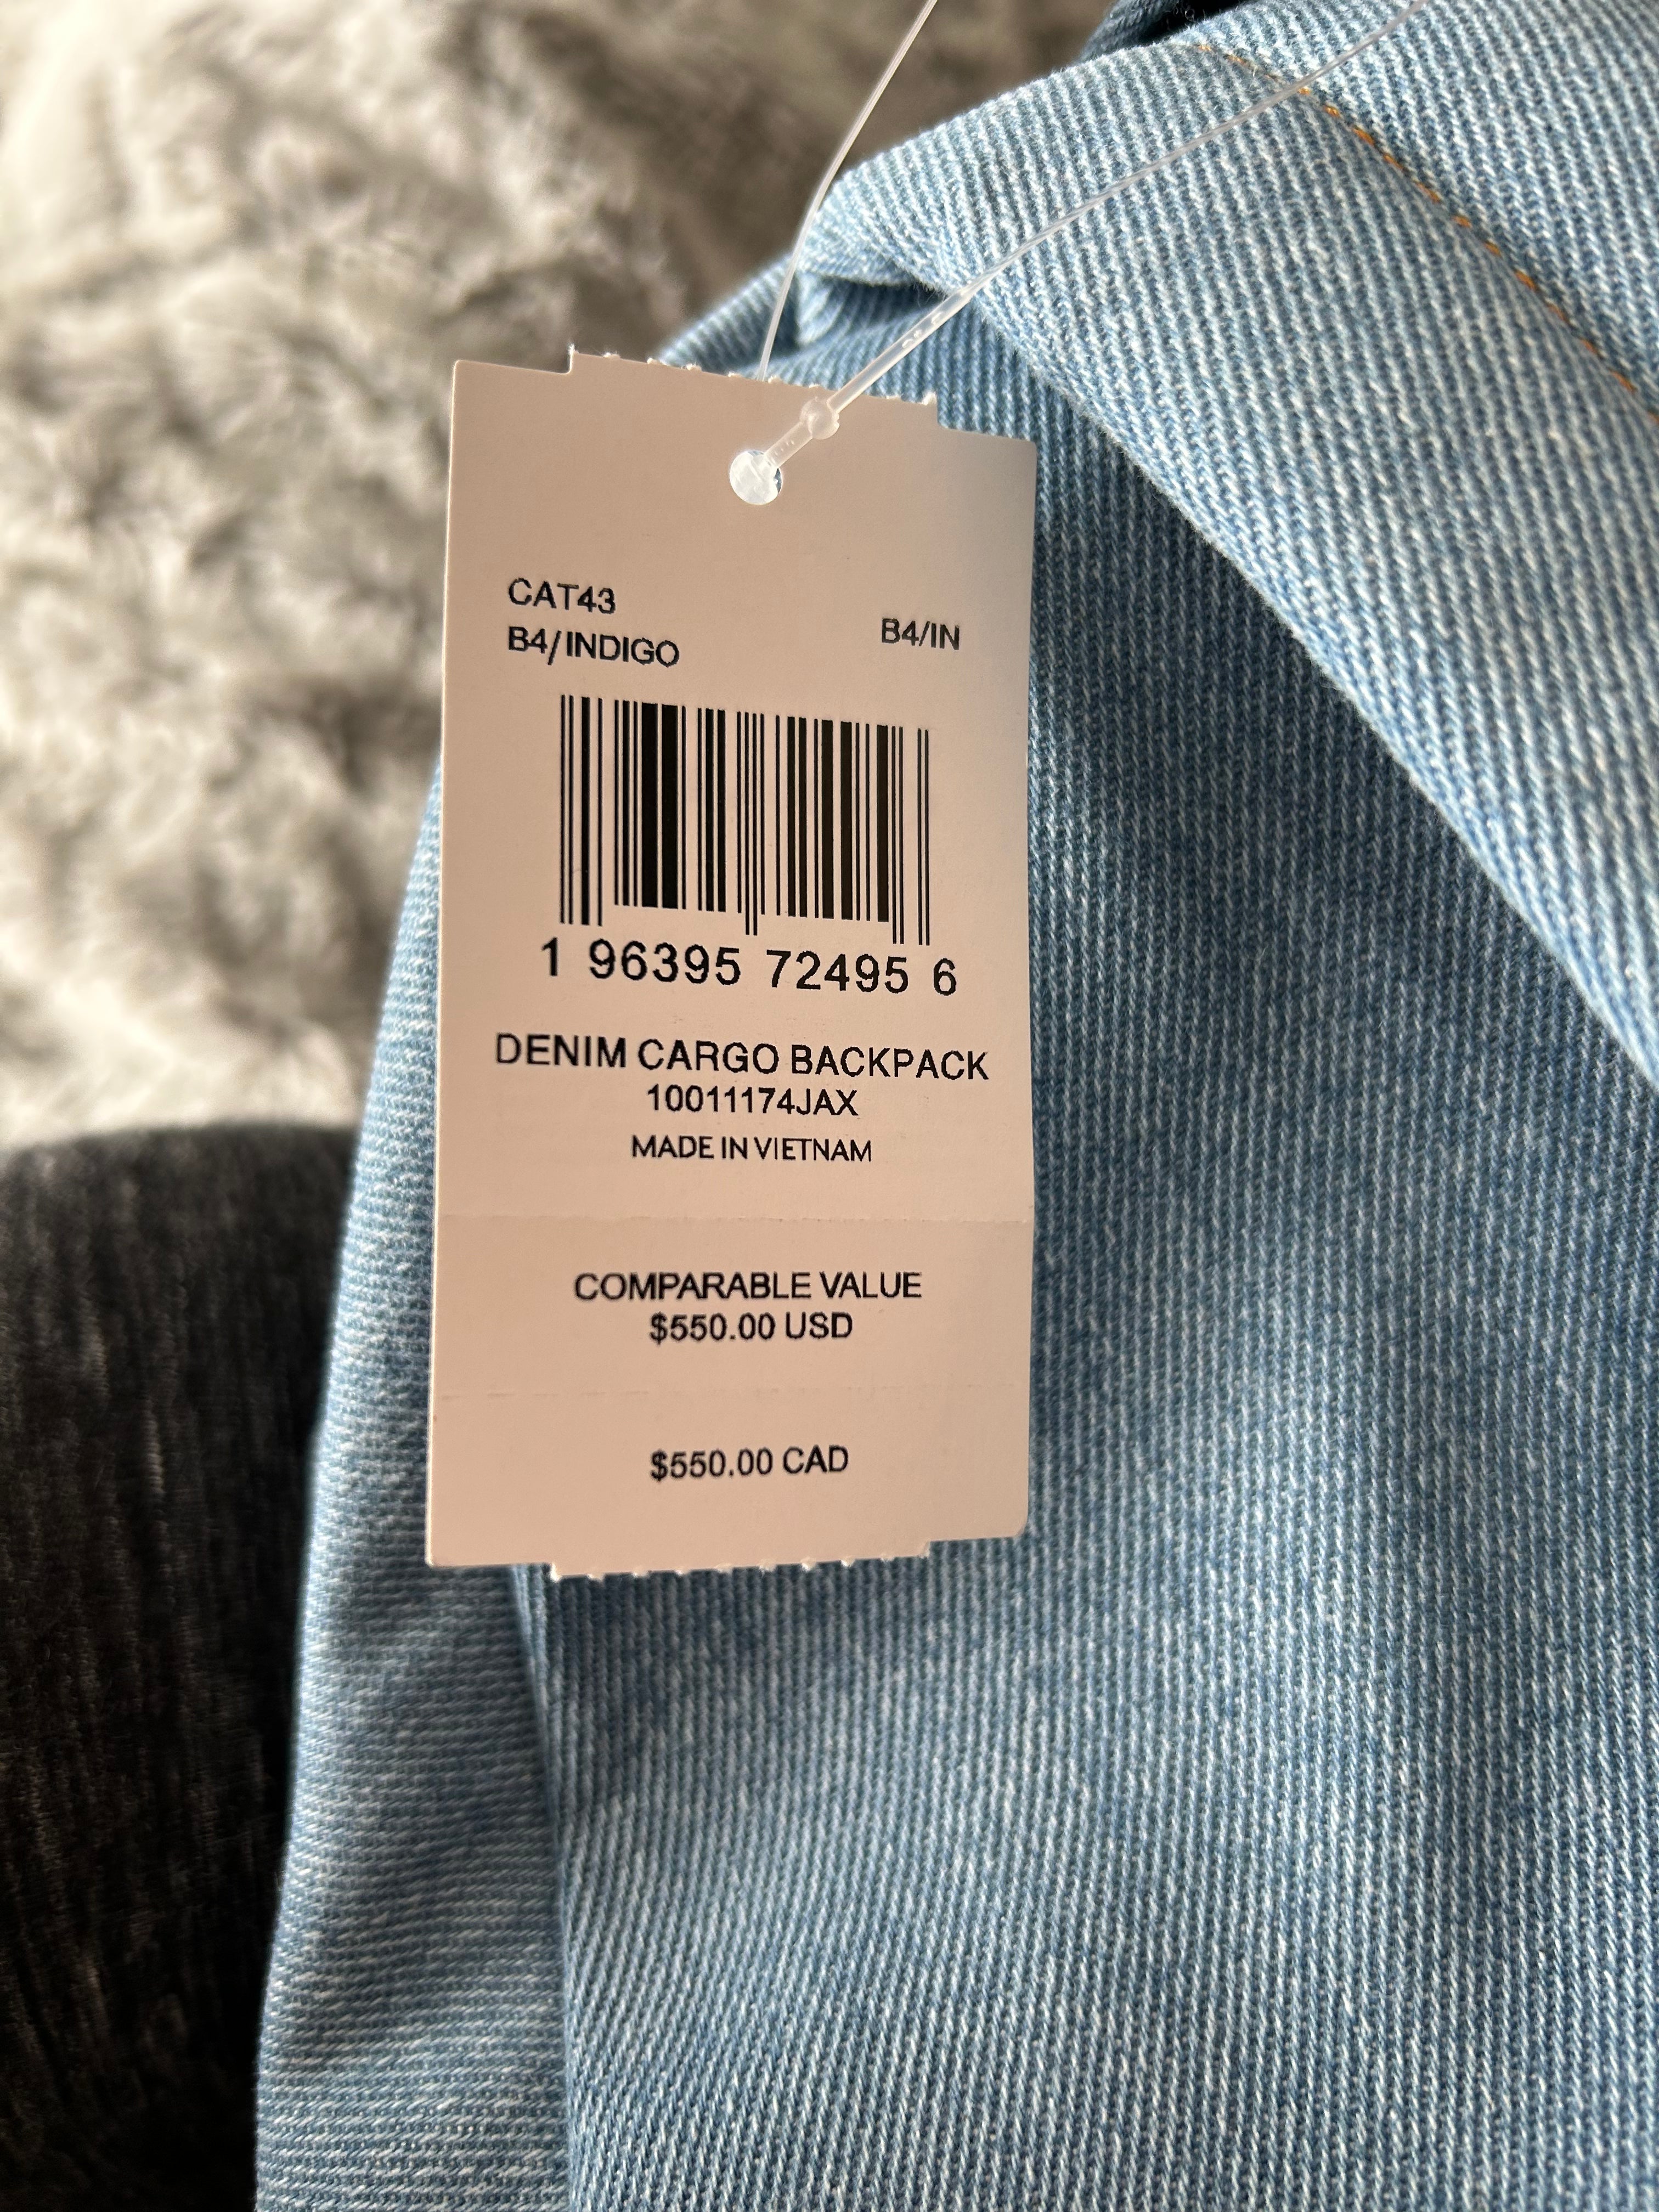 CAT43
B4/INDIGO B4/IN
1 96395 72495 6
DENIM CARGO BACKPACK
10011174JAX
MADE IN VIETNAM
COMPARABLE VALUE
$550.00 USD
$550.00 CAD